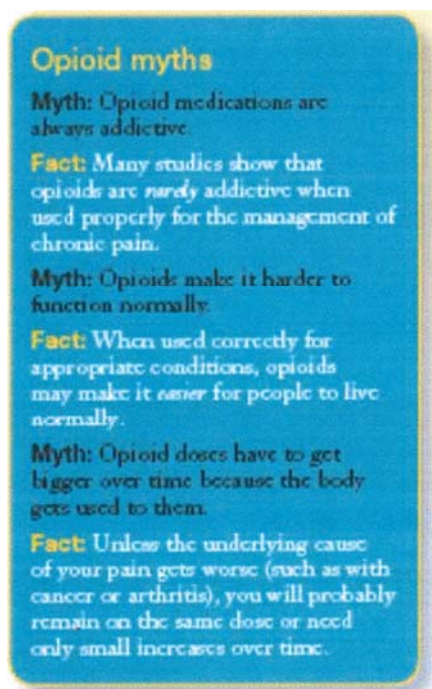 Opioid myths
Myth: Opioid medications are
always addictive.
Fact: Many studies show that
opioids are rarely addictive when
used properly for the management of
chronic pain.
Myth: Opioids make it harder to
function normally.
Fact: When used correctly for
appropriate conditions, opioids
may make it easier for people to live
normally.
Myth: Opioid doses have to get
bigger over time because the body
gets used to them.
Fact: Unless the underlying cause
of your pain gets worse (such as with
cancer or arthritis), you will probably
remain on the same dose or need
only small increases over time.